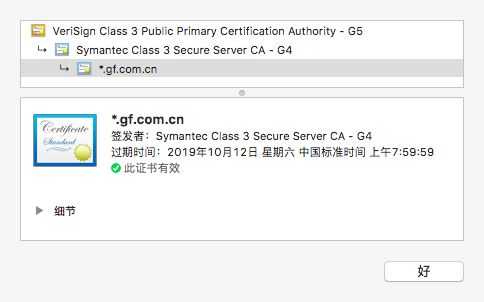 VeriSign Class 3 Public Primary Certification Authority - G5
Symantec Class 3 Secure Server CA - G4
*.gf.com.cn
Certificate
Standard
*.gf.com.cn
签发者：Symantec Class 3 Secure Server CA - G4
过期时间：2019年10月12日 星期六 中国标准时间 上午7:59:59
此证书有效
细节
好